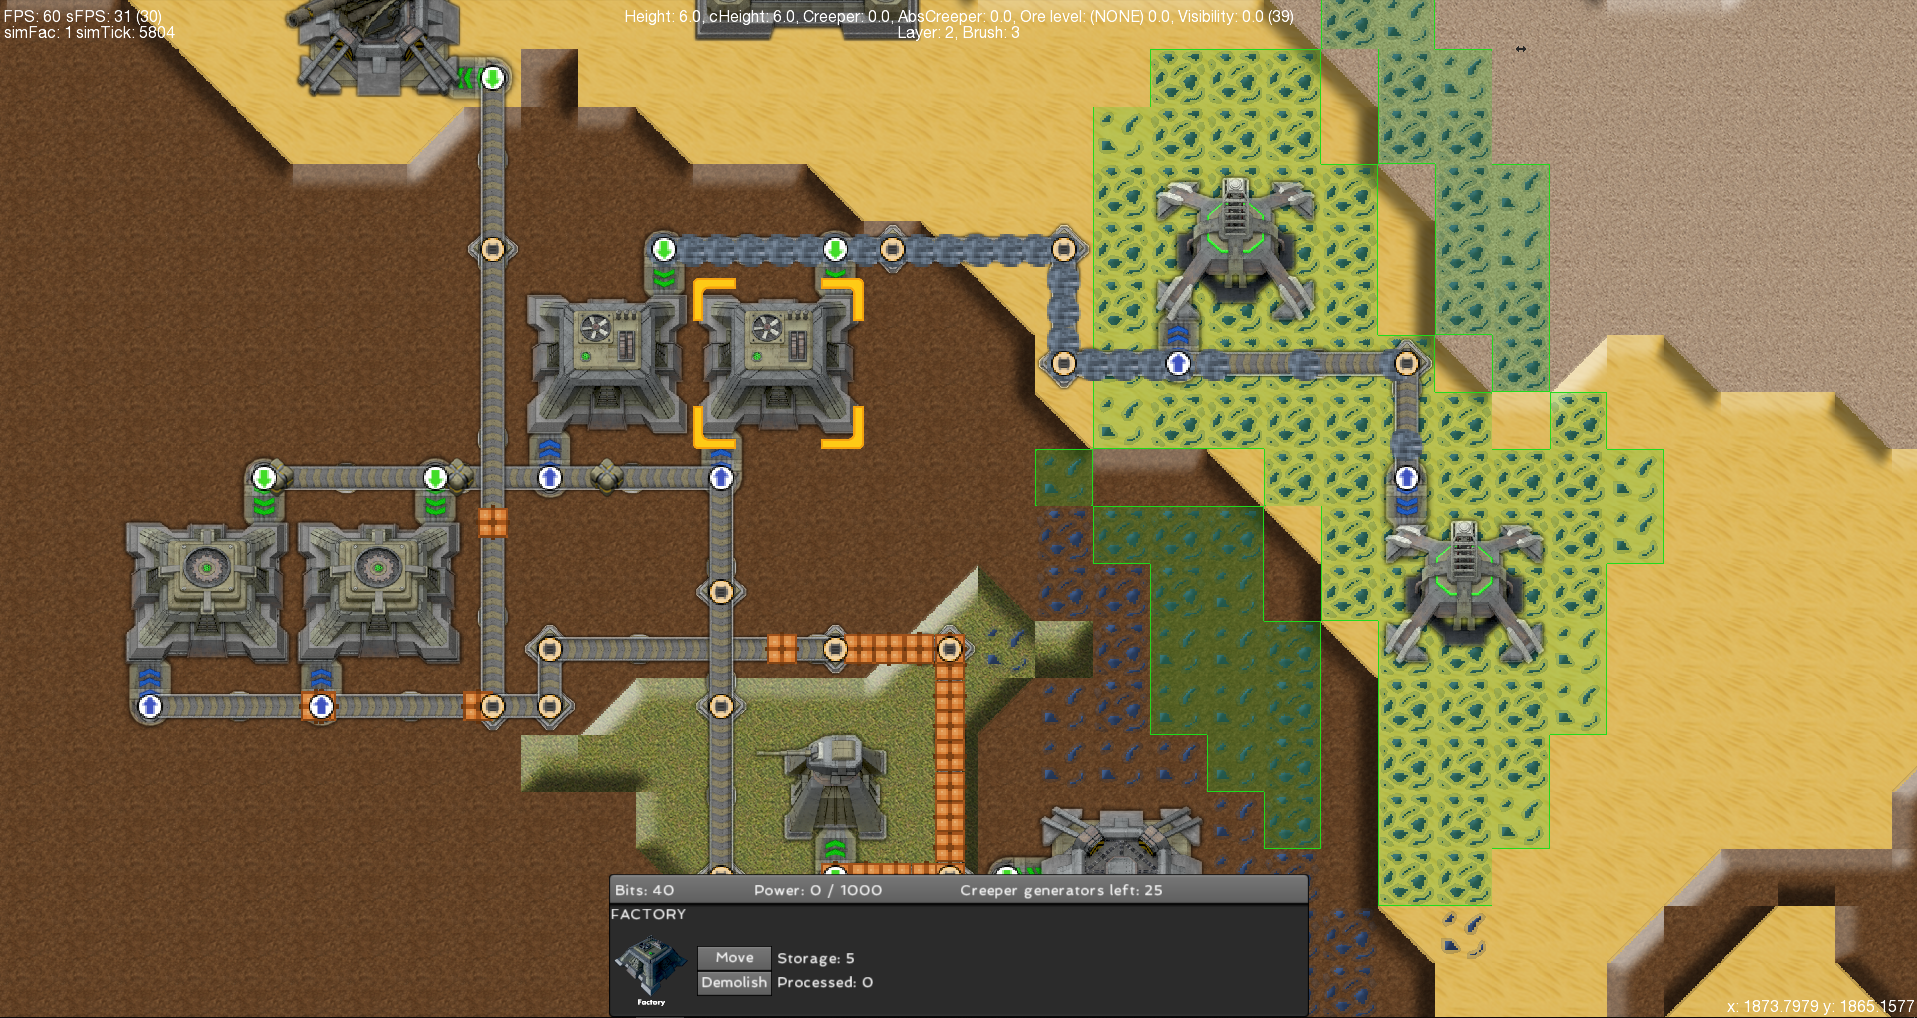 FPS: 60 sFPS: 31 (30)
simFac: 1 simTick: 5804
Height: 6.0, cHeight: 6.0, Creeper: 0.0, AbsCreeper: 0.0, Ore level: (NONE) 0.0, Visibility: 0.0 (39)
Layer: 2, Brush: 3
Bits: 40 Power: 0 / 1000 Creeper generators left: 25
FACTORY
Move Storage: 5
Demolish Processed: 0
Factory
x: 1873.7979 y: 1865.1577